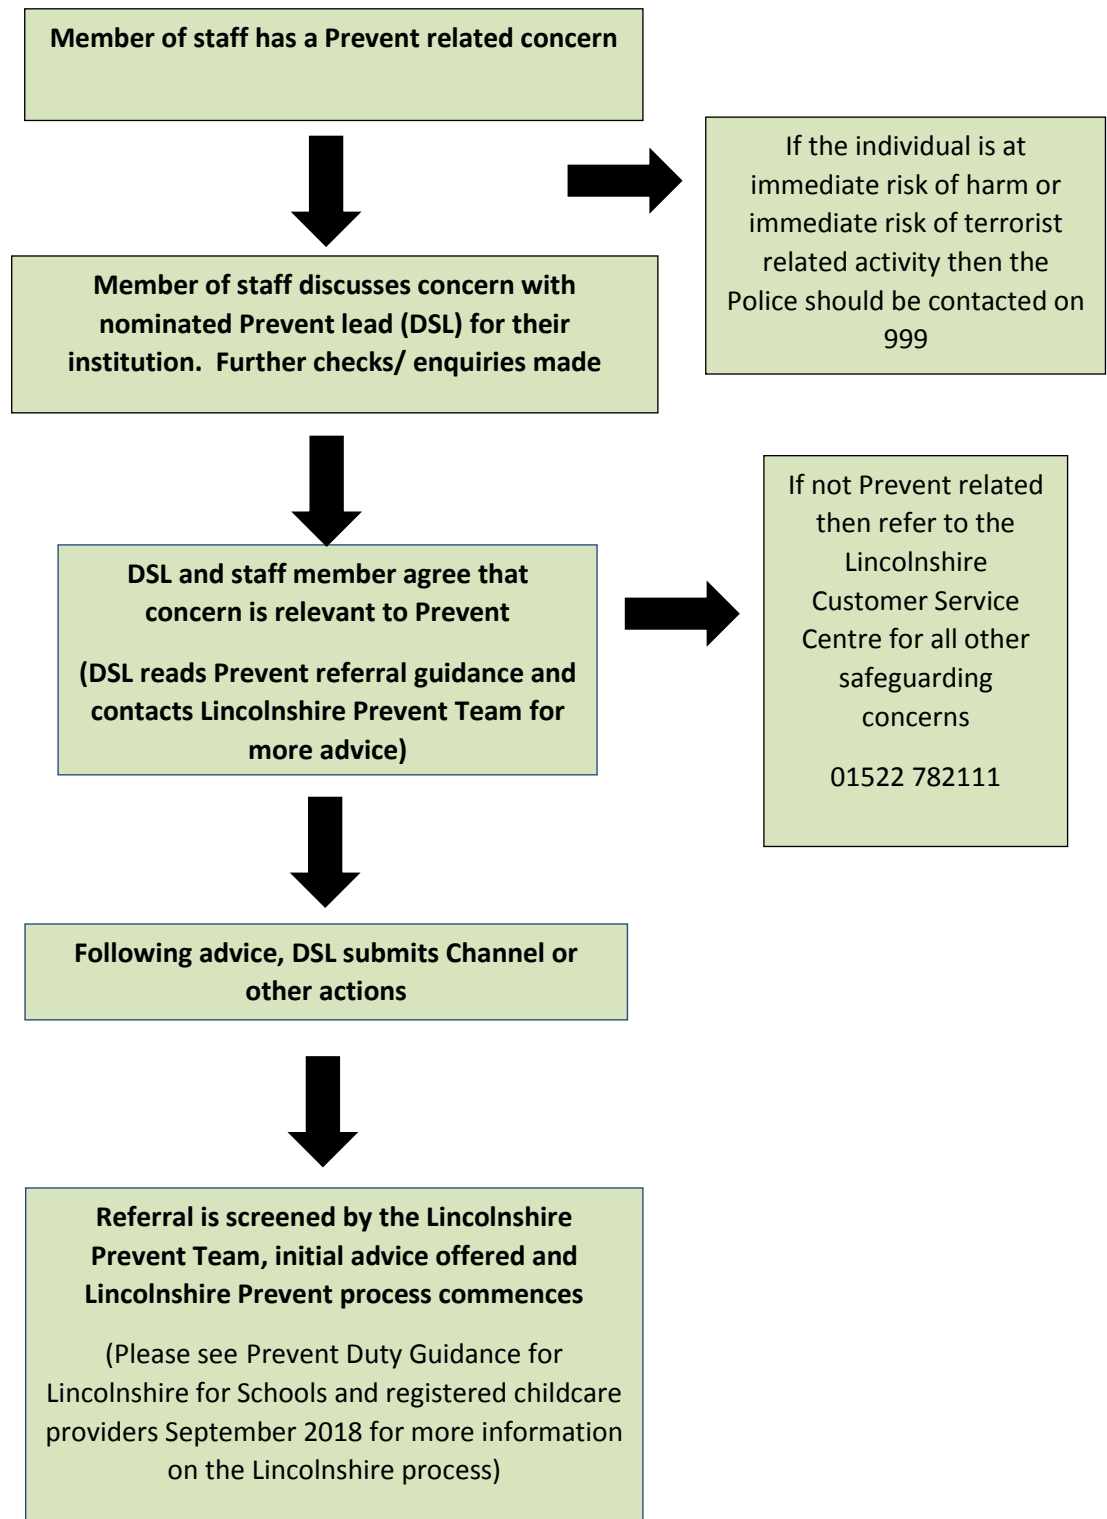 Member of staff has a Prevent related concern
If the individual is at
immediate risk of harm or
immediate risk of terrorist
related activity then the
Police should be contacted on
999
Member of staff discusses concern with
nominated Prevent lead (DSL) for their
institution.  Further checks/ enquiries made
If not Prevent related
then refer to the
Lincolnshire
Customer Service
Centre for all other
safeguarding
concerns
01522 782111
DSL and staff member agree that
concern is relevant to Prevent
(DSL reads Prevent referral guidance and
contacts Lincolnshire Prevent Team for
more advice)
Following advice, DSL submits Channel or
other actions
Referral is screened by the Lincolnshire
Prevent Team, initial advice offered and
Lincolnshire Prevent process commences
(Please see Prevent Duty Guidance for
Lincolnshire for Schools and registered childcare
providers September 2018 for more information
on the Lincolnshire process)